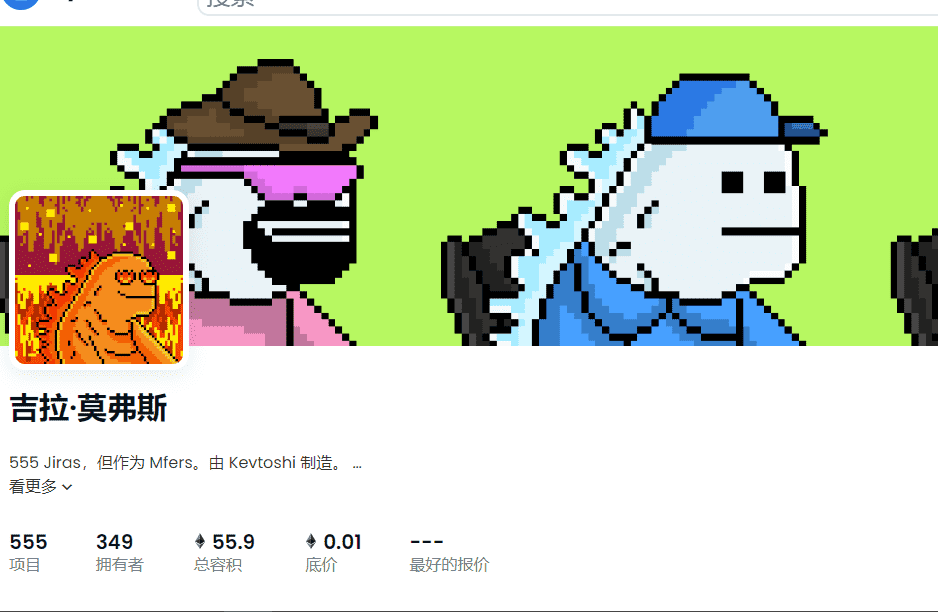 搜索
吉拉·莫弗斯
555 Jiras，但作为 Mfers。由 Kevtoshi 制造。 ...
看更多
555 349 55.9 0.01 ---
项目 拥有者 总容积 底价 最好的报价